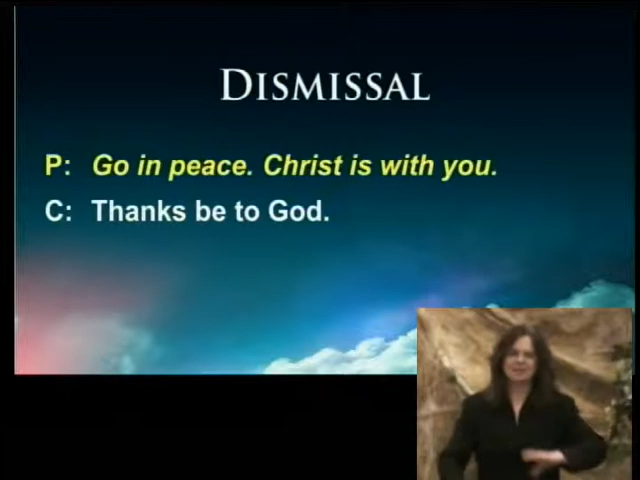 DISMISSAL
P: Go in peace. Christ is with you.
C: Thanks be to God.